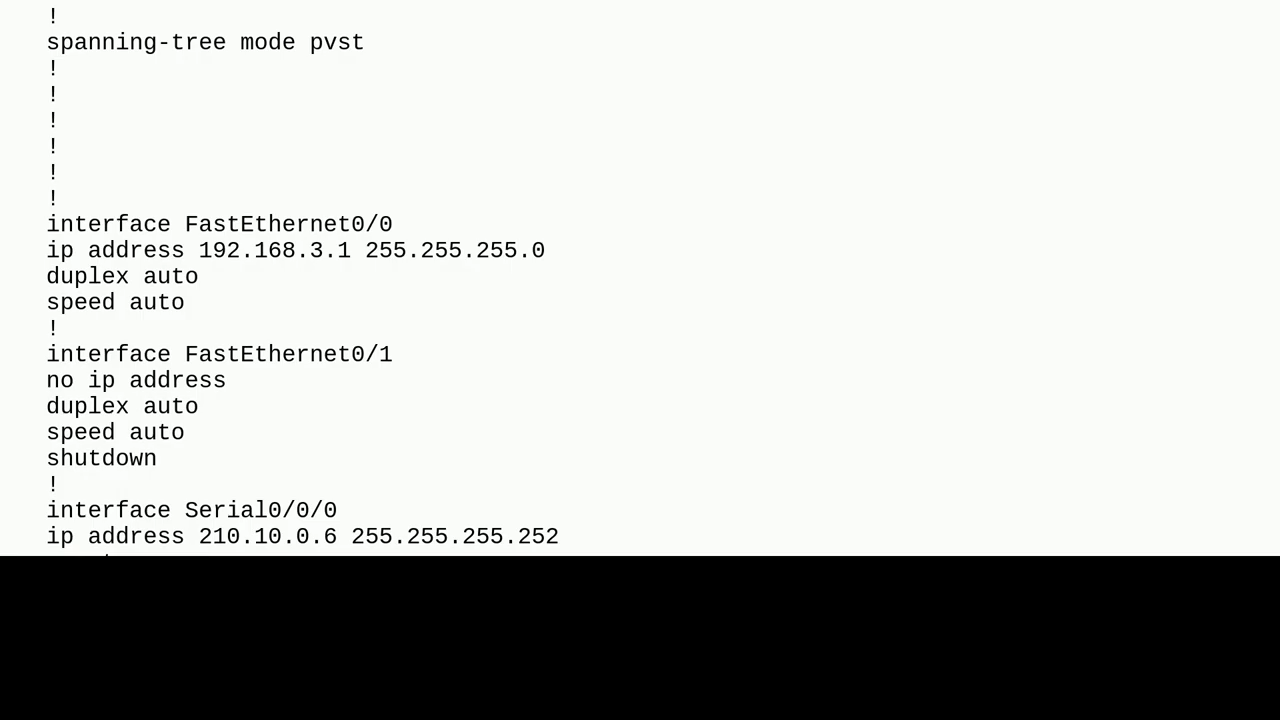 !
spanning-tree mode pvst
!
!
!
!
!
!
interface FastEthernet0/0
ip address 192.168.3.1 255.255.255.0
duplex auto
speed auto
!
interface FastEthernet0/1
no ip address
duplex auto
speed auto
shutdown
!
interface Serial0/0/0
ip address 210.10.0.6 255.255.255.252